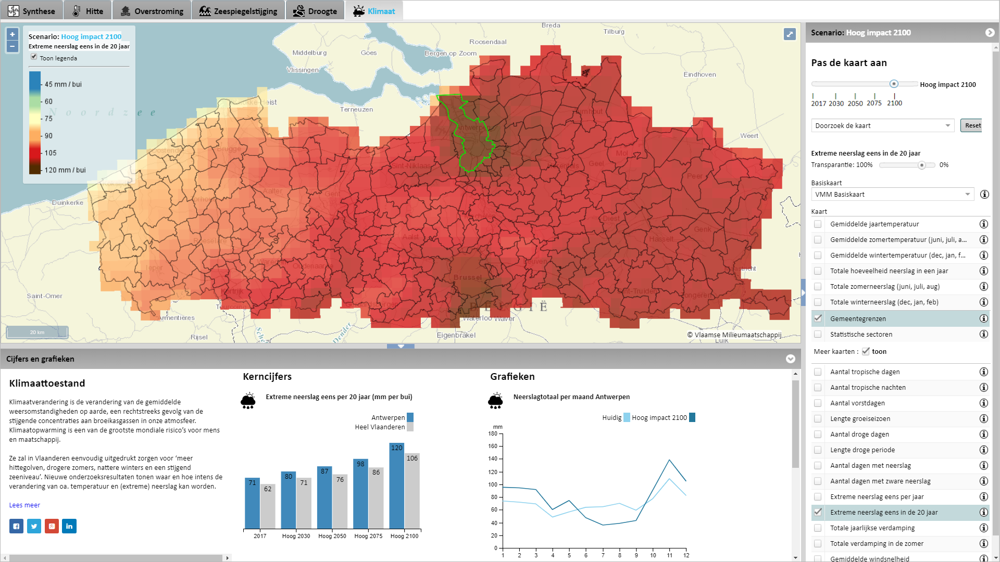 Synthese
Hitte
Overstroming
Zeespiegelstijging
Droogte
Klimaat
+
−
Scenario: Hoog impact 2100
Extreme neerslag eens in de 20 jaar
Toon legenda
45 mm / bui
60
75
90
105
120 mm / bui
Noordzee
Breda
Tilburg
Roosendaal
Middelburg
Goes
Bergen op Zoom
Vlissingen
Eindhoven
Terneuzen
Weert
Antwerpen
Brugge
Mol
Geel
Sint-Niklaas
Peer
Duinkerke
Aalter
Gent
Mechelen
Diest
Genk
Hasselt
Aalst
Roeselare
Waregem
Oudenaarde
Ieper
Leuven
Brussel
Kortrijk
Saint-Omer
Sint-Truiden
Tongeren
Tourcoing
Armentières
Waterloo Waver
Eigenbrakel
Rijsel
Dender
Luik
20 km
© Vlaamse Milieumaatschappij
Scenario: Hoog impact 2100
Pas de kaart aan
Hoog impact 2100
2017 2030 2050 2075 2100
Doorzoek de kaart
Reset
Extreme neerslag eens in de 20 jaar
Transparantie: 100% 0%
Basiskaart
VMM Basiskaart
Kaart
Gemiddelde jaartemperatuur
Gemiddelde zomertemperatuur (juni, juli, a...
Gemiddelde wintertemperatuur (dec, jan, f...
Totale hoeveelheid neerslag in een jaar
Totale zomerneerslag (juni, juli, aug)
Totale winterneerslag (dec, jan, feb)
Gemeentegrenzen
Statistische sectoren
Meer kaarten : toon
Aantal tropische dagen
Aantal tropische nachten
Aantal vorstdagen
Lengte groeiseizoen
Aantal droge dagen
Lengte droge periode
Aantal dagen met neerslag
Aantal dagen met zware neerslag
Extreme neerslag eens per jaar
Extreme neerslag eens in de 20 jaar
Totale jaarlijkse verdamping
Totale verdamping in de zomer
Gemiddelde windsnelheid
Cijfers en grafieken
Klimaattoestand
Klimaatverandering is de verandering van de gemiddelde
weersomstandigheden op aarde, een rechtstreeks gevolg van de
stijgende concentraties aan broeikasgassen in onze atmosfeer.
Klimaatopwarming is een van de grootste mondiale risico's voor mens
en maatschappij.
Ze zal in Vlaanderen eenvoudig uitgedrukt zorgen voor ‘meer
hittegolven, drogere zomers, nattere winters en een stijgend
zeeniveau’. Nieuwe onderzoeksresultaten tonen waar en hoe intens de
verandering van oa. temperatuur en (extreme) neerslag kan worden.
Lees meer
Kerncijfers
Extreme neerslag eens per 20 jaar (mm per bui)
Antwerpen
Heel Vlaanderen
71 62 80 71 87 76 98 86 120 106
2017 Hoog 2030 Hoog 2050 Hoog 2075 Hoog 2100
Grafieken
Neerslagtotaal per maand Antwerpen
Huidig Hoog impact 2100
mm
180
160
140
120
100
80
60
40
20
0
1 2 3 4 5 6 7 8 9 10 11 12